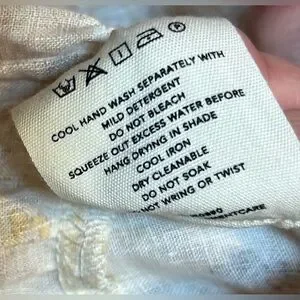 COOL HAND WASH SEPARATELY WITH
MILD DETERGENT
DO NOT BLEACH
SQUEEZE OUT EXCESS WATER BEFORE
HANG DRYING IN SHADE
COOL IRON
DRY CLEANABLE
DO NOT SOAK
NOT WRING OR TWIST